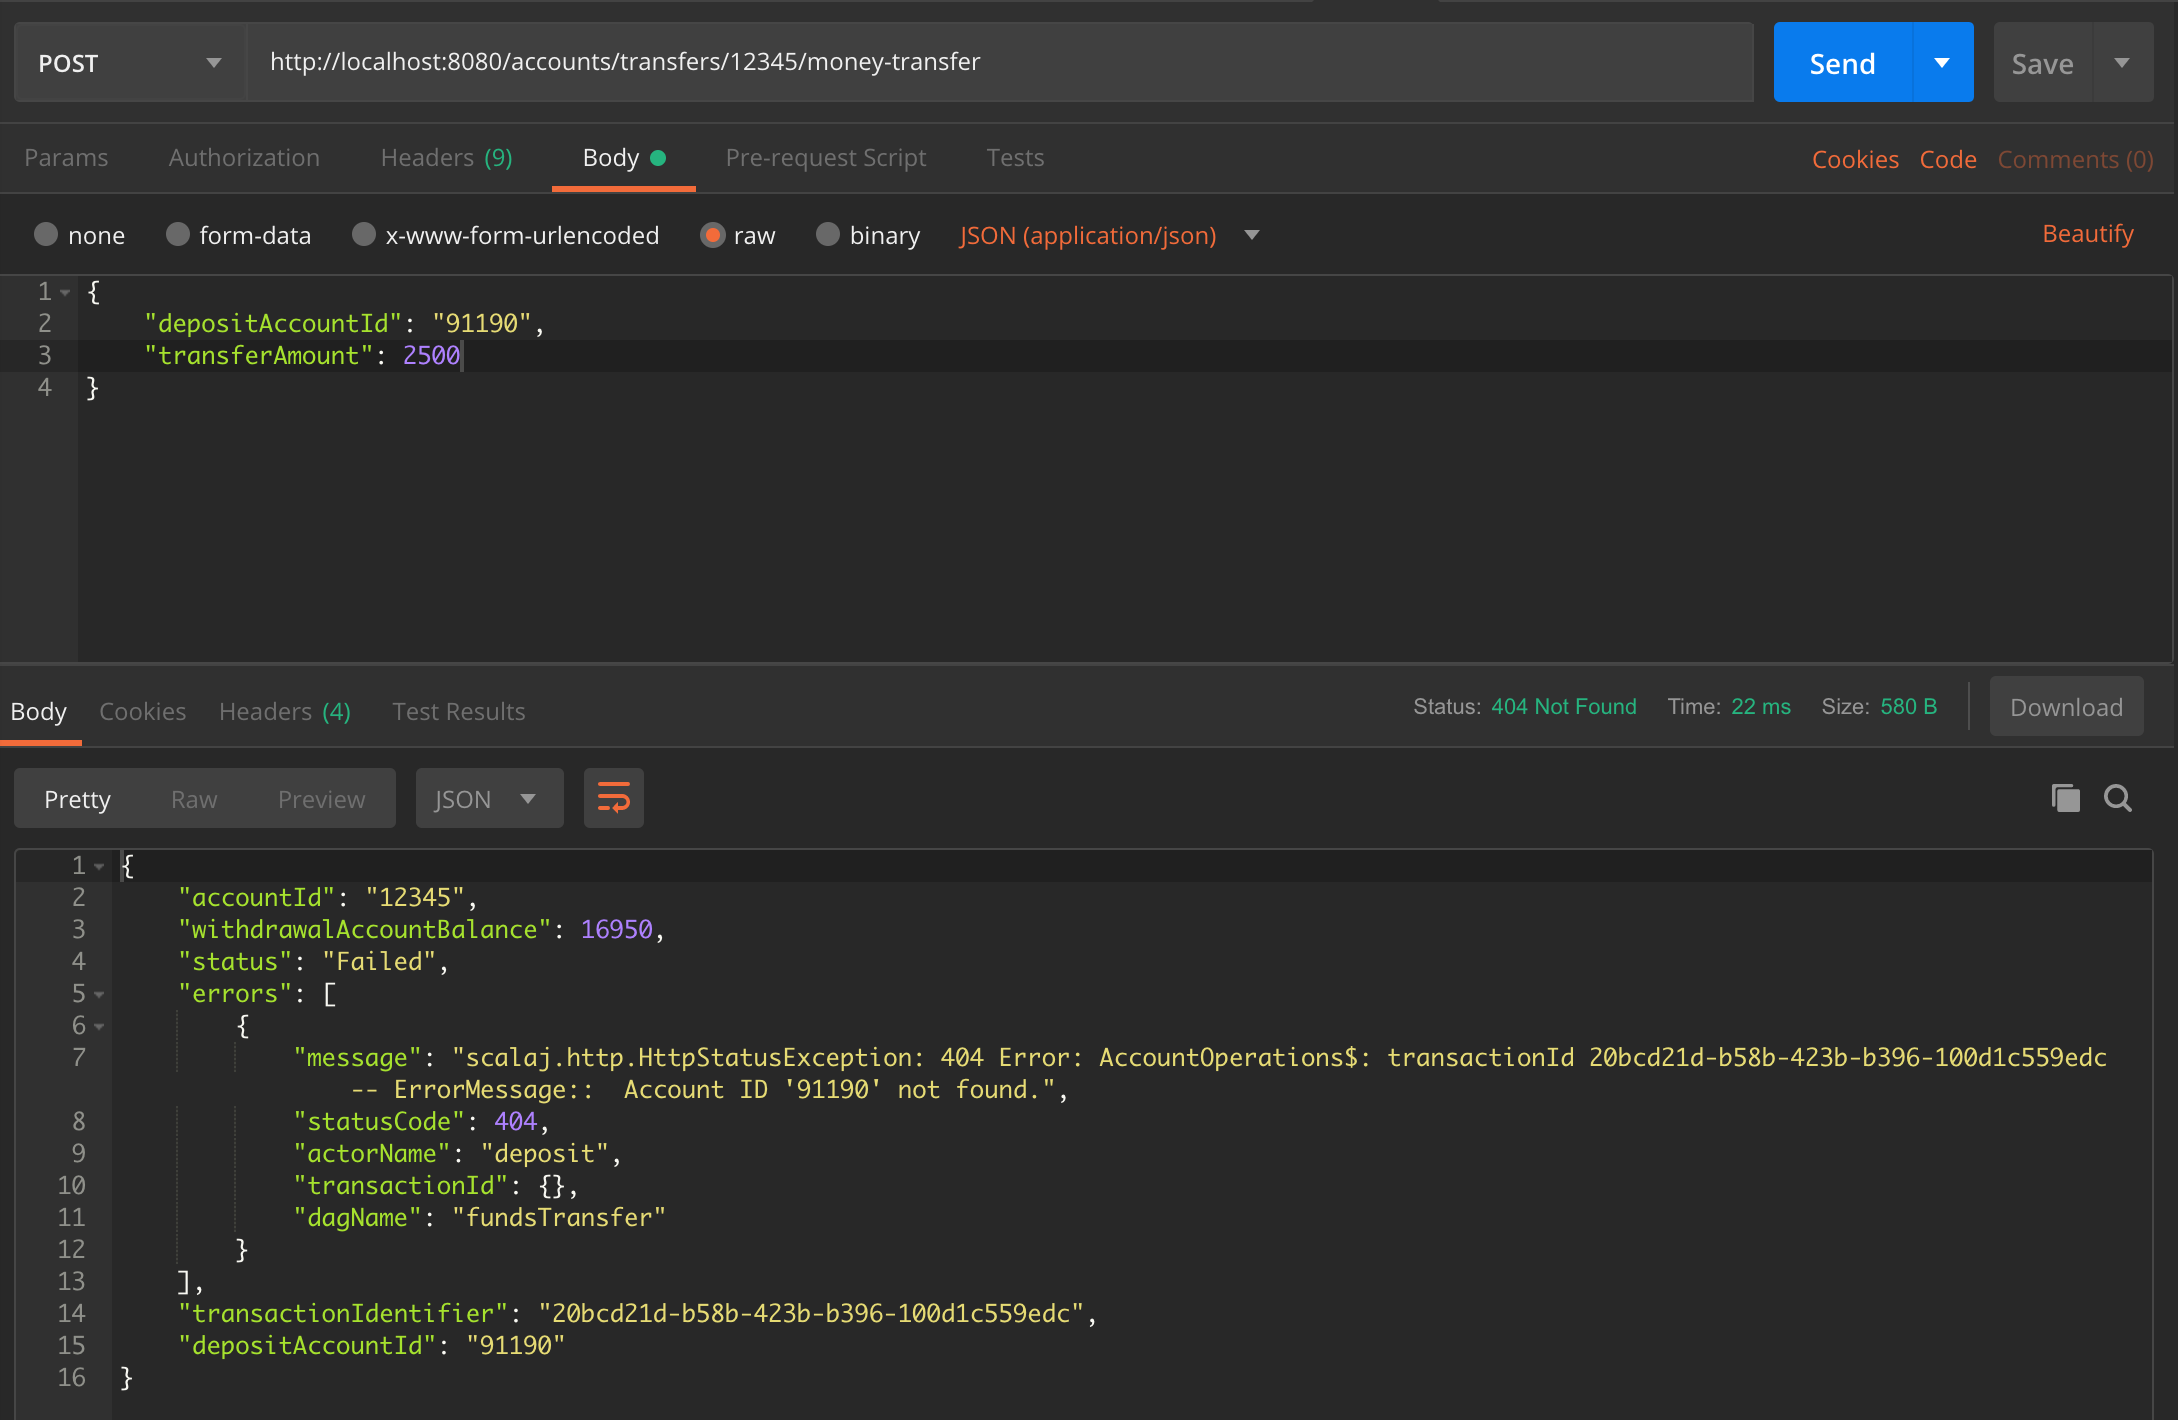 POST http://localhost:8080/accounts/transfers/12345/money-transfer Send Save
Params Authorization Headers (9) Body Pre-request Script Tests Cookies Code Comments (0)
none form-data x-www-form-urlencoded raw binary JSON (application/json) Beautify
1 {
2 "depositAccountId": "91190",
3 "transferAmount": 2500
4 }
Body Cookies Headers (4) Test Results Status: 404 Not Found Time: 22 ms Size: 580 B Download
Pretty Raw Preview JSON
1 {
2 "accountId": "12345",
3 "withdrawalAccountBalance": 16950,
4 "status": "Failed",
5 "errors": [
6 {
7 "message": "scalaj.http.HttpStatusException: 404 Error: AccountOperations$: transactionId 20bcd21d-b58b-423b-b396-100d1c559edc
-- ErrorMessage::  Account ID '91190' not found.",
8 "statusCode": 404,
9 "actorName": "deposit",
10 "transactionId": {},
11 "dagName": "fundsTransfer"
12 }
13 ],
14 "transactionIdentifier": "20bcd21d-b58b-423b-b396-100d1c559edc",
15 "depositAccountId": "91190"
16 }